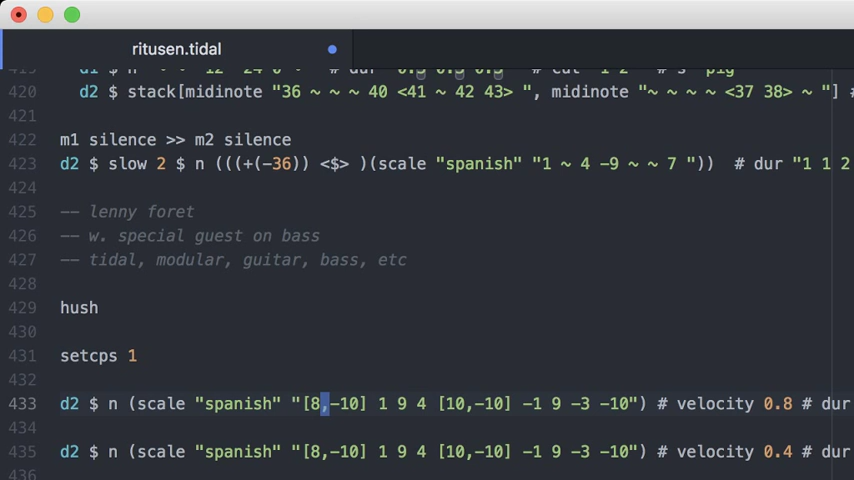 ritusen.tidal
420 d2 $ stack[midinote "36 ~ ~ ~ 40 <41 ~ 42 43> ", midinote "~ ~ ~ ~ <37 38> ~ "] #
421
422 m1 silence >> m2 silence
423 d2 $ slow 2 $ n (((+(-36)) <$> )(scale "spanish" "1 ~ 4 -9 ~ ~ 7 ")) # dur "1 1 2
424
425 -- lenny foret
426 -- w. special guest on bass
427 -- tidal, modular, guitar, bass, etc
428
429 hush
430
431 setcps 1
432
433 d2 $ n (scale "spanish" "[8,-10] 1 9 4 [10,-10] -1 9 -3 -10") # velocity 0.8 # dur
434
435 d2 $ n (scale "spanish" "[8,-10] 1 9 4 [10,-10] -1 9 -3 -10") # velocity 0.4 # dur
436